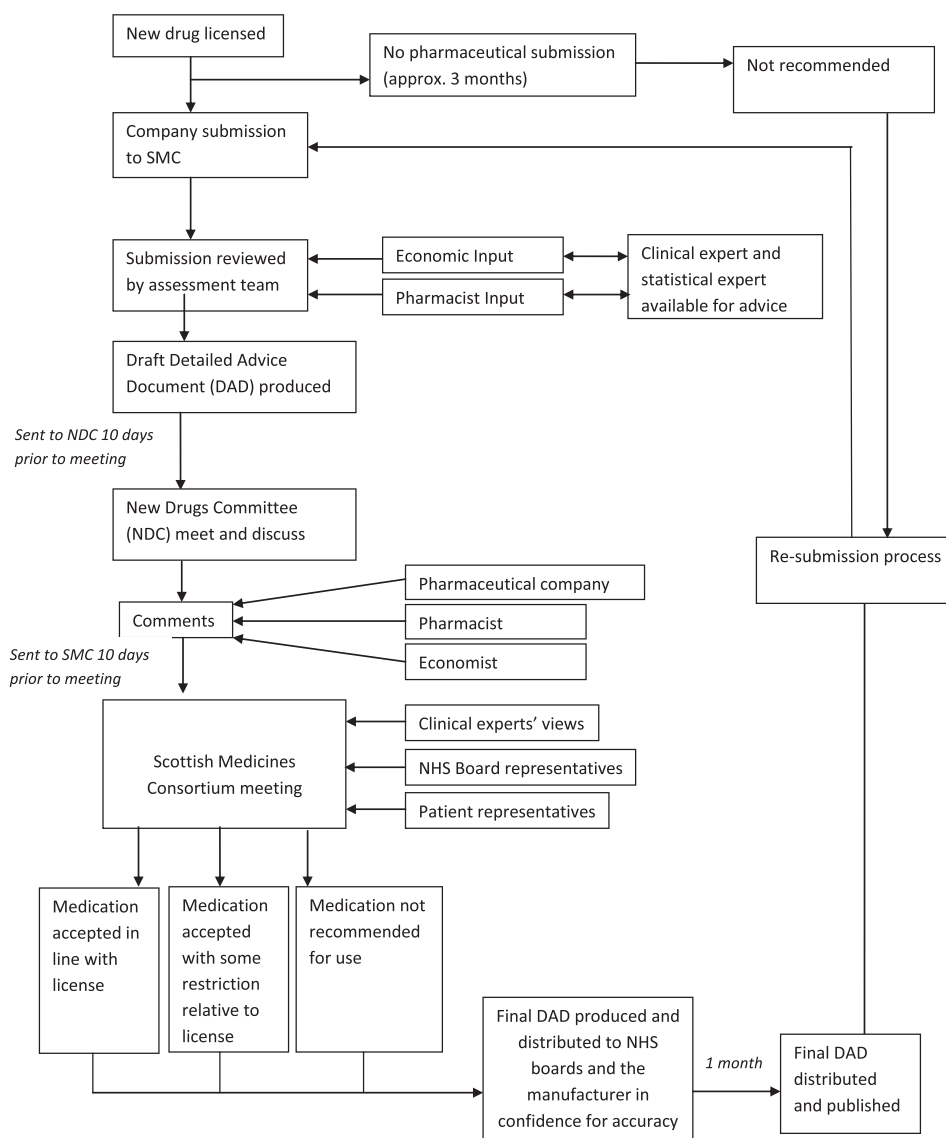 New drug licensed
No pharmaceutical submission
(approx. 3 months)
Not recommended
Company submission
to SMC
Submission reviewed
by assessment team
Economic Input
Pharmacist Input
Clinical expert and
statistical expert
available for advice
Draft Detailed Advice
Document (DAD) produced
Sent to NDC 10 days
prior to meeting
New Drugs Committee
(NDC) meet and discuss
Re-submission process
Comments
Pharmaceutical company
Pharmacist
Economist
Sent to SMC 10 days
prior to meeting
Scottish Medicines
Consortium meeting
Clinical experts’ views
NHS Board representatives
Patient representatives
Medication
accepted in
line with
license
Medication
accepted
with some
restriction
relative to
license
Medication not
recommended
for use
Final DAD produced and
distributed to NHS
boards and the
manufacturer in
confidence for accuracy
1 month
Final DAD
distributed
and published